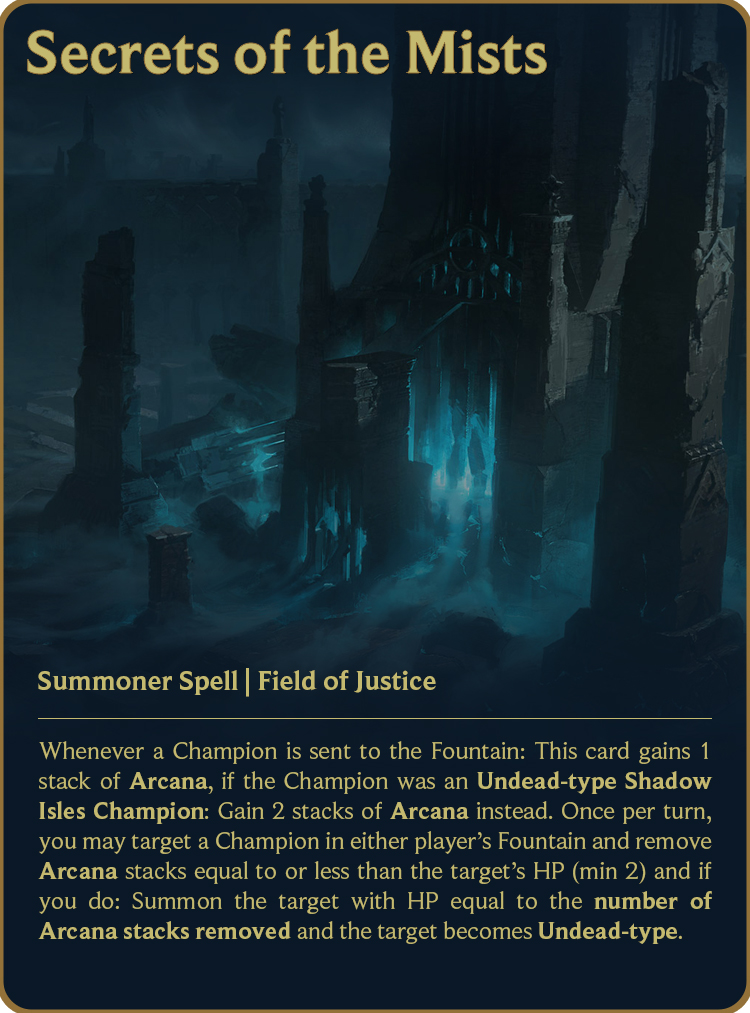 Secrets of the Mists
Summoner Spell | Field of Justice
Whenever a Champion is sent to the Fountain: This card gains 1
stack of Arcana, if the Champion was an Undead-type Shadow
Isles Champion: Gain 2 stacks of Arcana instead. Once per turn,
you may target a Champion in either player's Fountain and remove
Arcana stacks equal to or less than the target's HP (min 2) and if
you do: Summon the target with HP equal to the number of
Arcana stacks removed and the target becomes Undead-type.